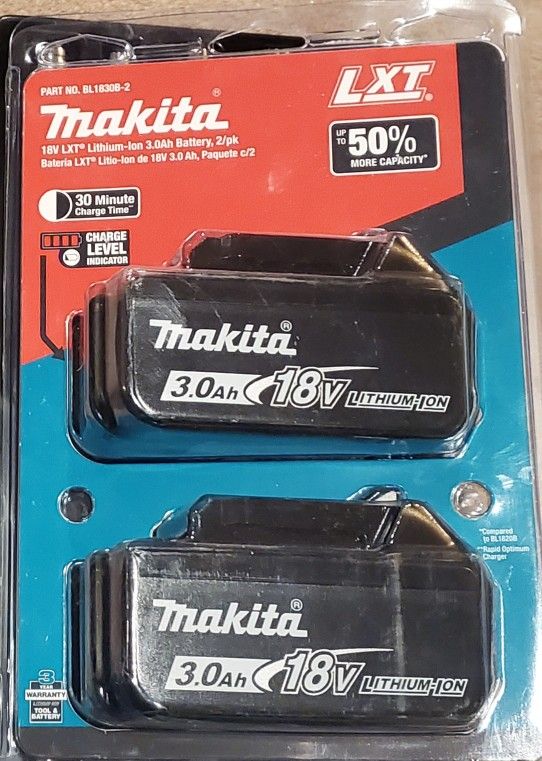 PART NO. BL1830B-2
LXT®
makita®
18V LXT® Lithium-Ion 3.0Ah Battery, 2/pk
Bateria LXT® Litio-Ion de 18V 3.0 Ah, Paquete c/2
UP TO 50%
MORE CAPACITY*
30 Minute
Charge Time**
CHARGE
LEVEL
INDICATOR
makita®
3.0Ah 18V LITHIUM-ION
*Compared
to BL1820B
**Rapid Optimum
Charger
makita®
3.0Ah 18V LITHIUM-ION
3
YEAR
WARRANTY
LITHIUM-ION
TOOL &
BATTERY